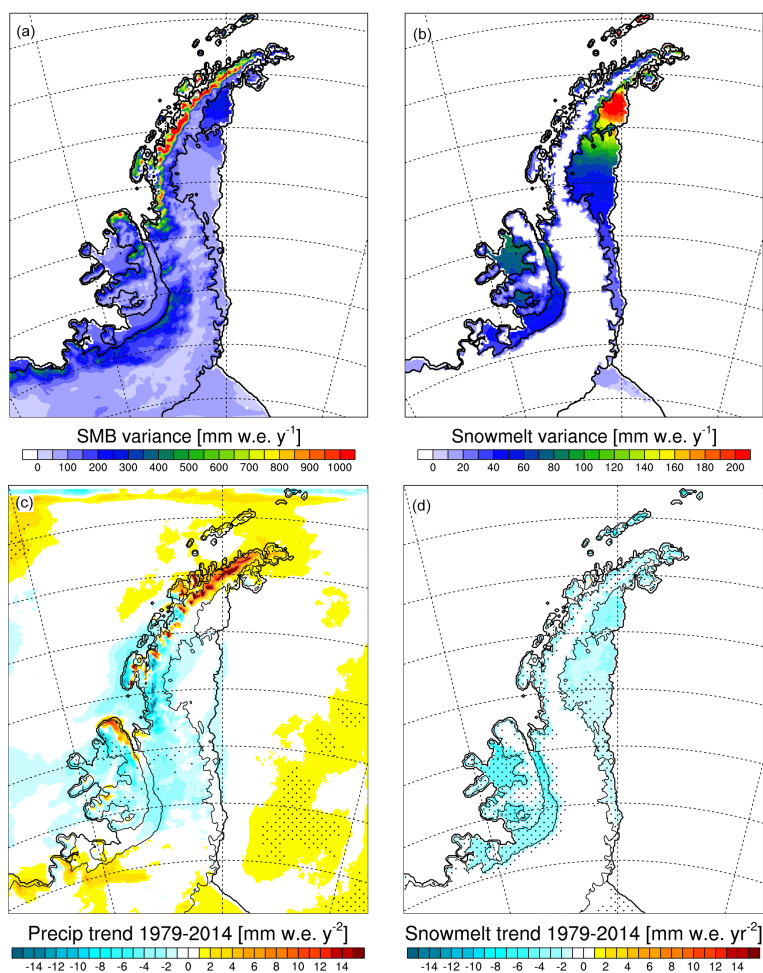 (a)
(b)
SMB variance [mm w.e. y⁻¹]
0 100 200 300 400 500 600 700 800 900 1000
Snowmelt variance [mm w.e. y⁻¹]
0 20 40 60 80 100 120 140 160 180 200
(c)
(d)
Precip trend 1979-2014 [mm w.e. y⁻²]
-14 -12 -10 -8 -6 -4 -2 0 2 4 6 8 10 12 14
Snowmelt trend 1979-2014 [mm w.e. yr⁻²]
-14 -12 -10 -8 -6 -4 -2 0 2 4 6 8 10 12 14